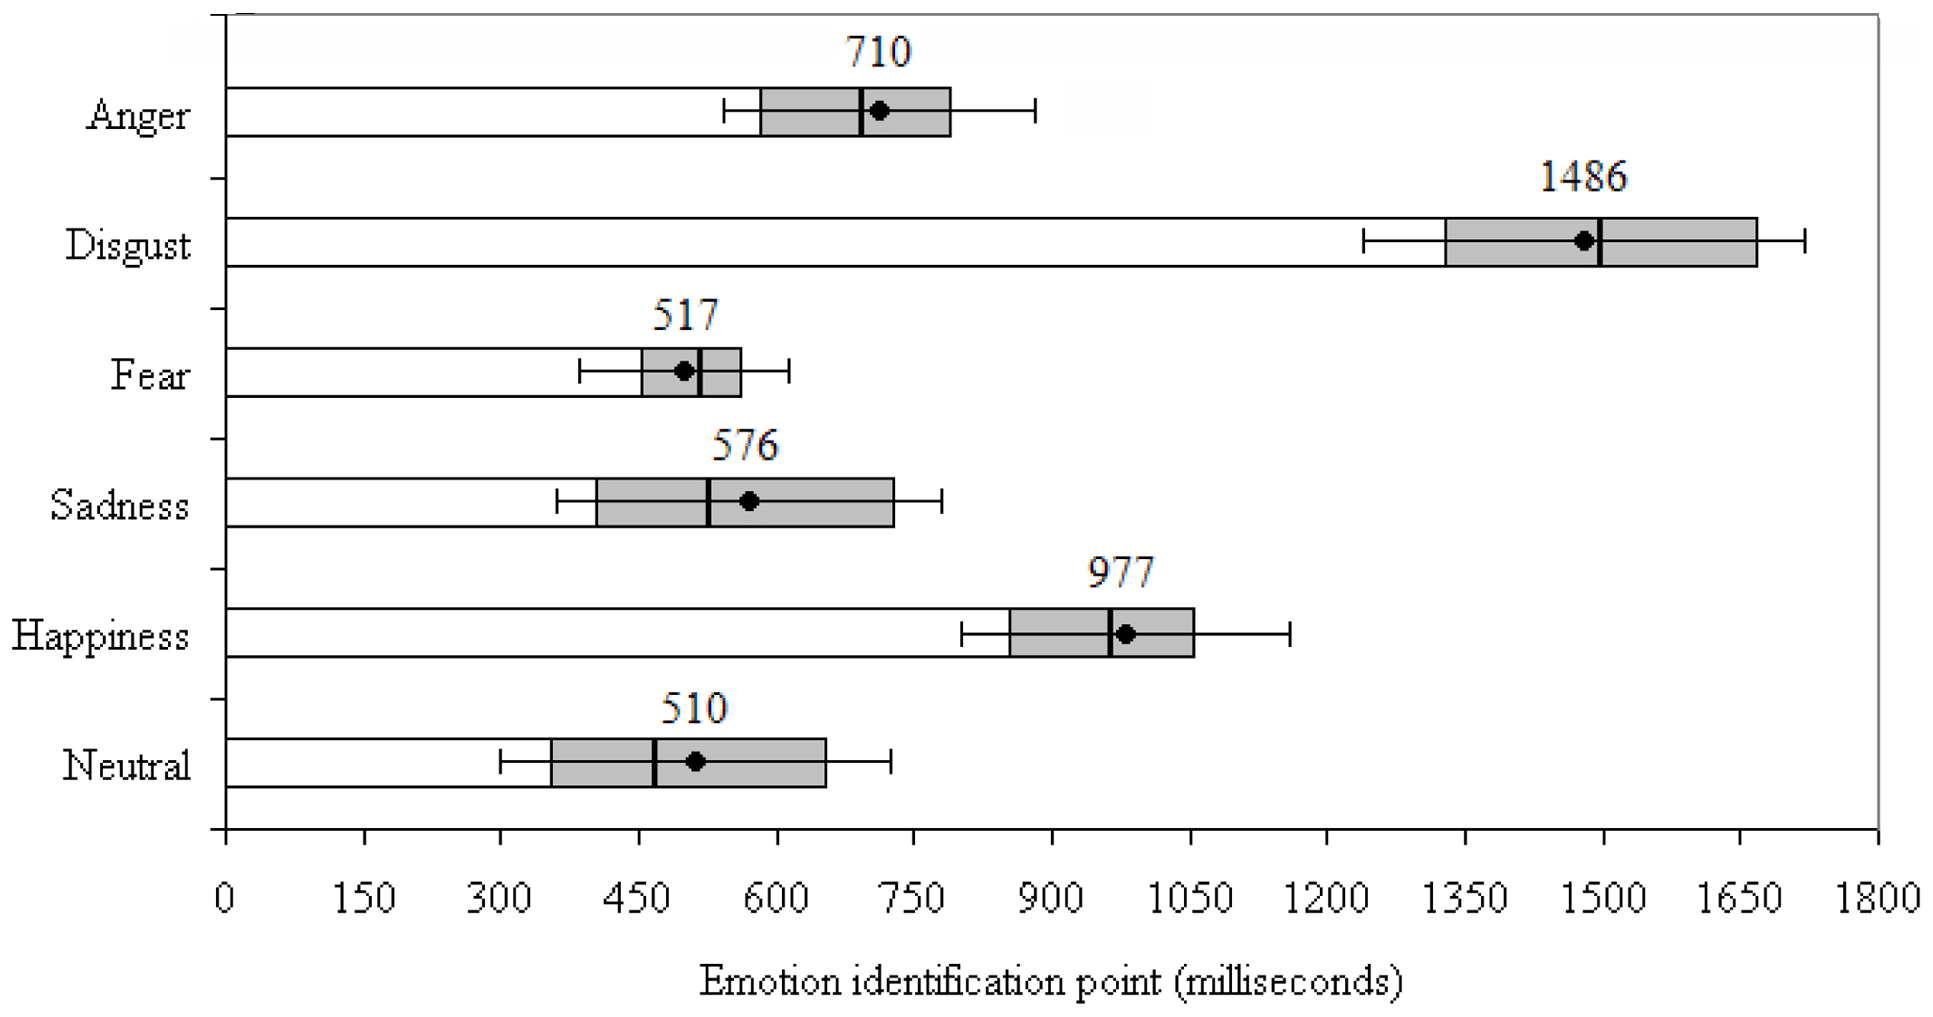 710
Anger
1486
Disgust
517
Fear
576
Sadness
977
Happiness
510
Neutral
0 150 300 450 600 750 900 1050 1200 1350 1500 1650 1800
Emotion identification point (milliseconds)